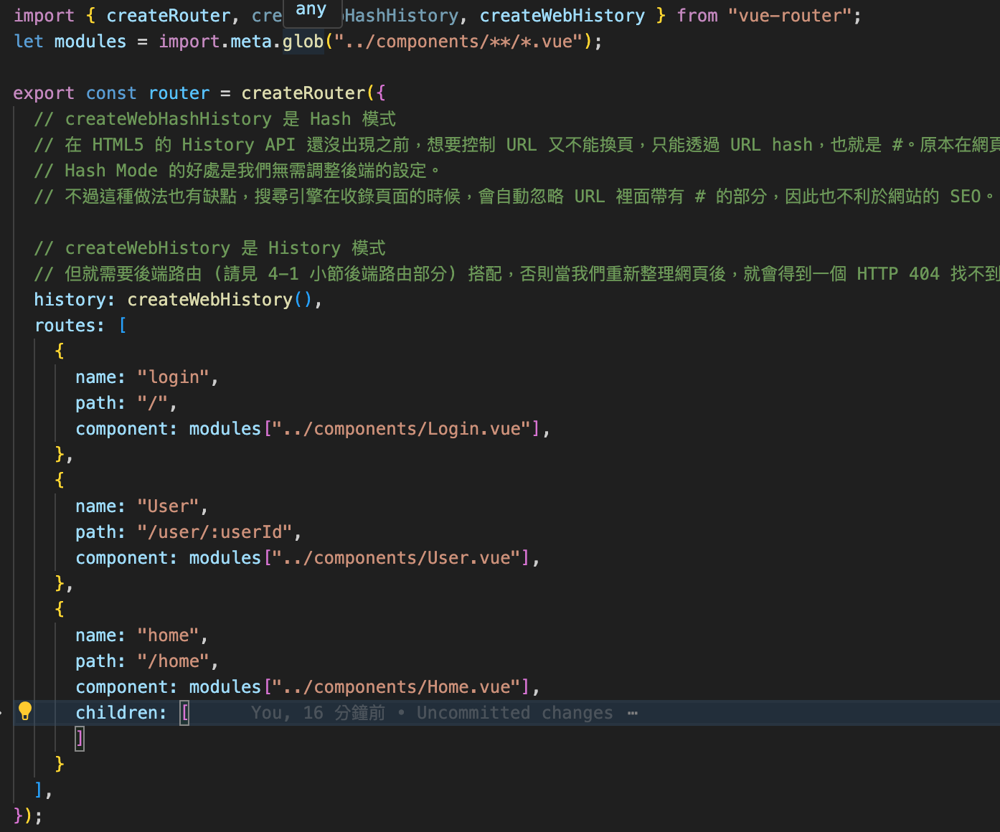 import { createRouter, createWebHashHistory, createWebHistory } from "vue-router";
any
let modules = import.meta.glob("../components/**/*.vue");
export const router = createRouter({
// createWebHashHistory 是 Hash 模式
// 在 HTML5 的 History API 還沒出現之前，想要控制 URL 又不能換頁，只能透過 URL hash，也就是 #。原本在網頁
// Hash Mode 的好處是我們無需調整後端的設定。
// 不過這種做法也有缺點，搜尋引擎在收錄頁面的時候，會自動忽略 URL 裡面帶有 # 的部分，因此也不利於網站的 SEO。
// createWebHistory 是 History 模式
// 但就需要後端路由 (請見 4-1 小節後端路由部分) 搭配，否則當我們重新整理網頁後，就會得到一個 HTTP 404 找不到
history: createWebHistory(),
routes: [
{
name: "login",
path: "/",
component: modules["../components/Login.vue"],
},
{
name: "User",
path: "/user/:userId",
component: modules["../components/User.vue"],
},
{
name: "home",
path: "/home",
component: modules["../components/Home.vue"],
children: [ You, 16 分鐘前 • Uncommitted changes …
]
}
],
});